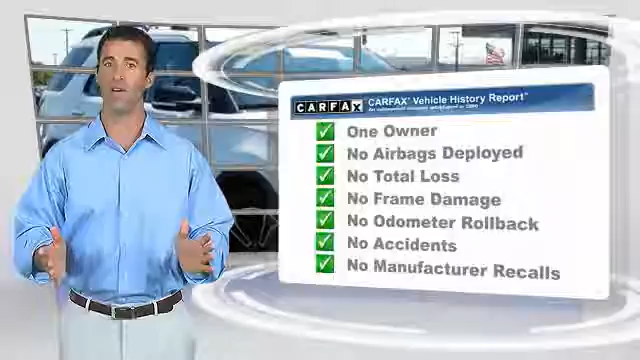 CARFAX CARFAX Vehicle History Report™
One Owner
No Airbags Deployed
No Total Loss
No Frame Damage
No Odometer Rollback
No Accidents
No Manufacturer Recalls